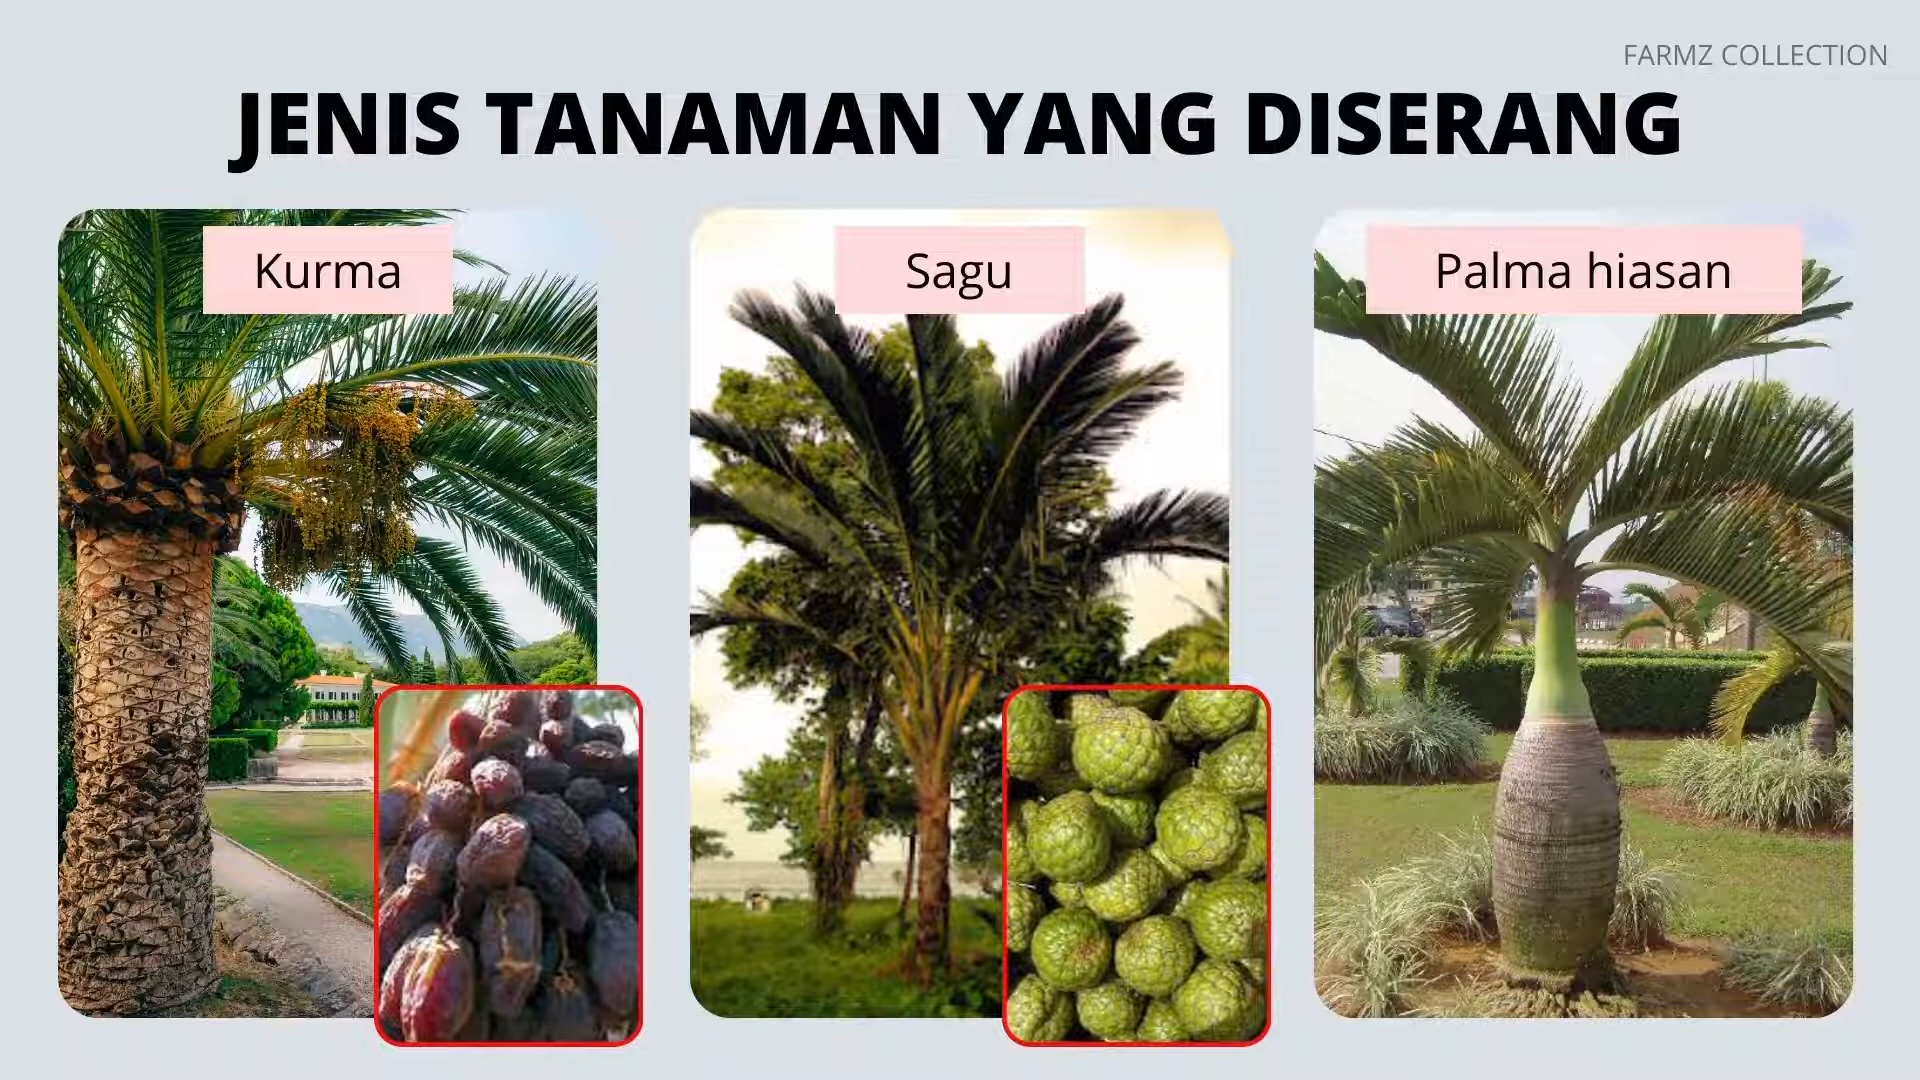 FARMZ COLLECTION
JENIS TANAMAN YANG DISERANG
Kurma
Sagu
Palma hiasan